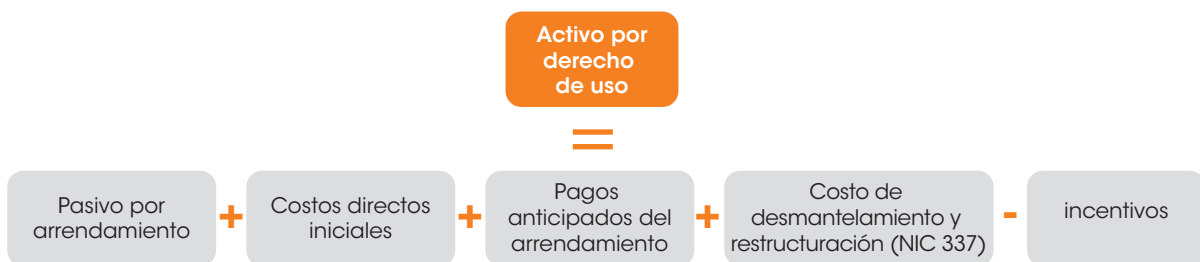 Activo por
derecho
de uso
=
Pasivo por
arrendamiento
+
Costos directos
iniciales
+
Pagos
anticipados del
arrendamiento
+
Costo de
desmantelamiento y
restructuración (NIC 337)
-
incentivos